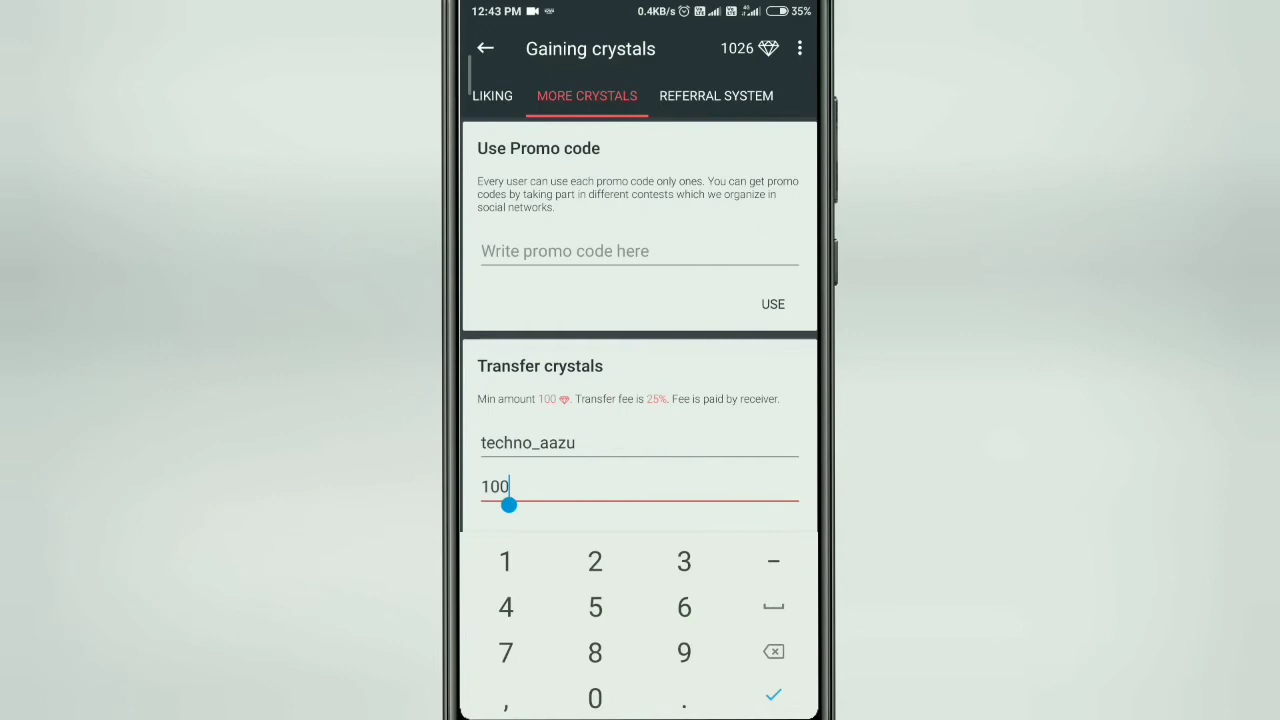 12:43 PM 0.4KB/s 35%
Gaining crystals 1026
LIKING MORE CRYSTALS REFERRAL SYSTEM
Use Promo code
Every user can use each promo code only ones. You can get promo
codes by taking part in different contests which we organize in
social networks.
Write promo code here
USE
Transfer crystals
Min amount 100 . Transfer fee is 25%. Fee is paid by receiver.
techno_aazu
100
1 2 3 -
4 5 6
7 8 9
, 0 .